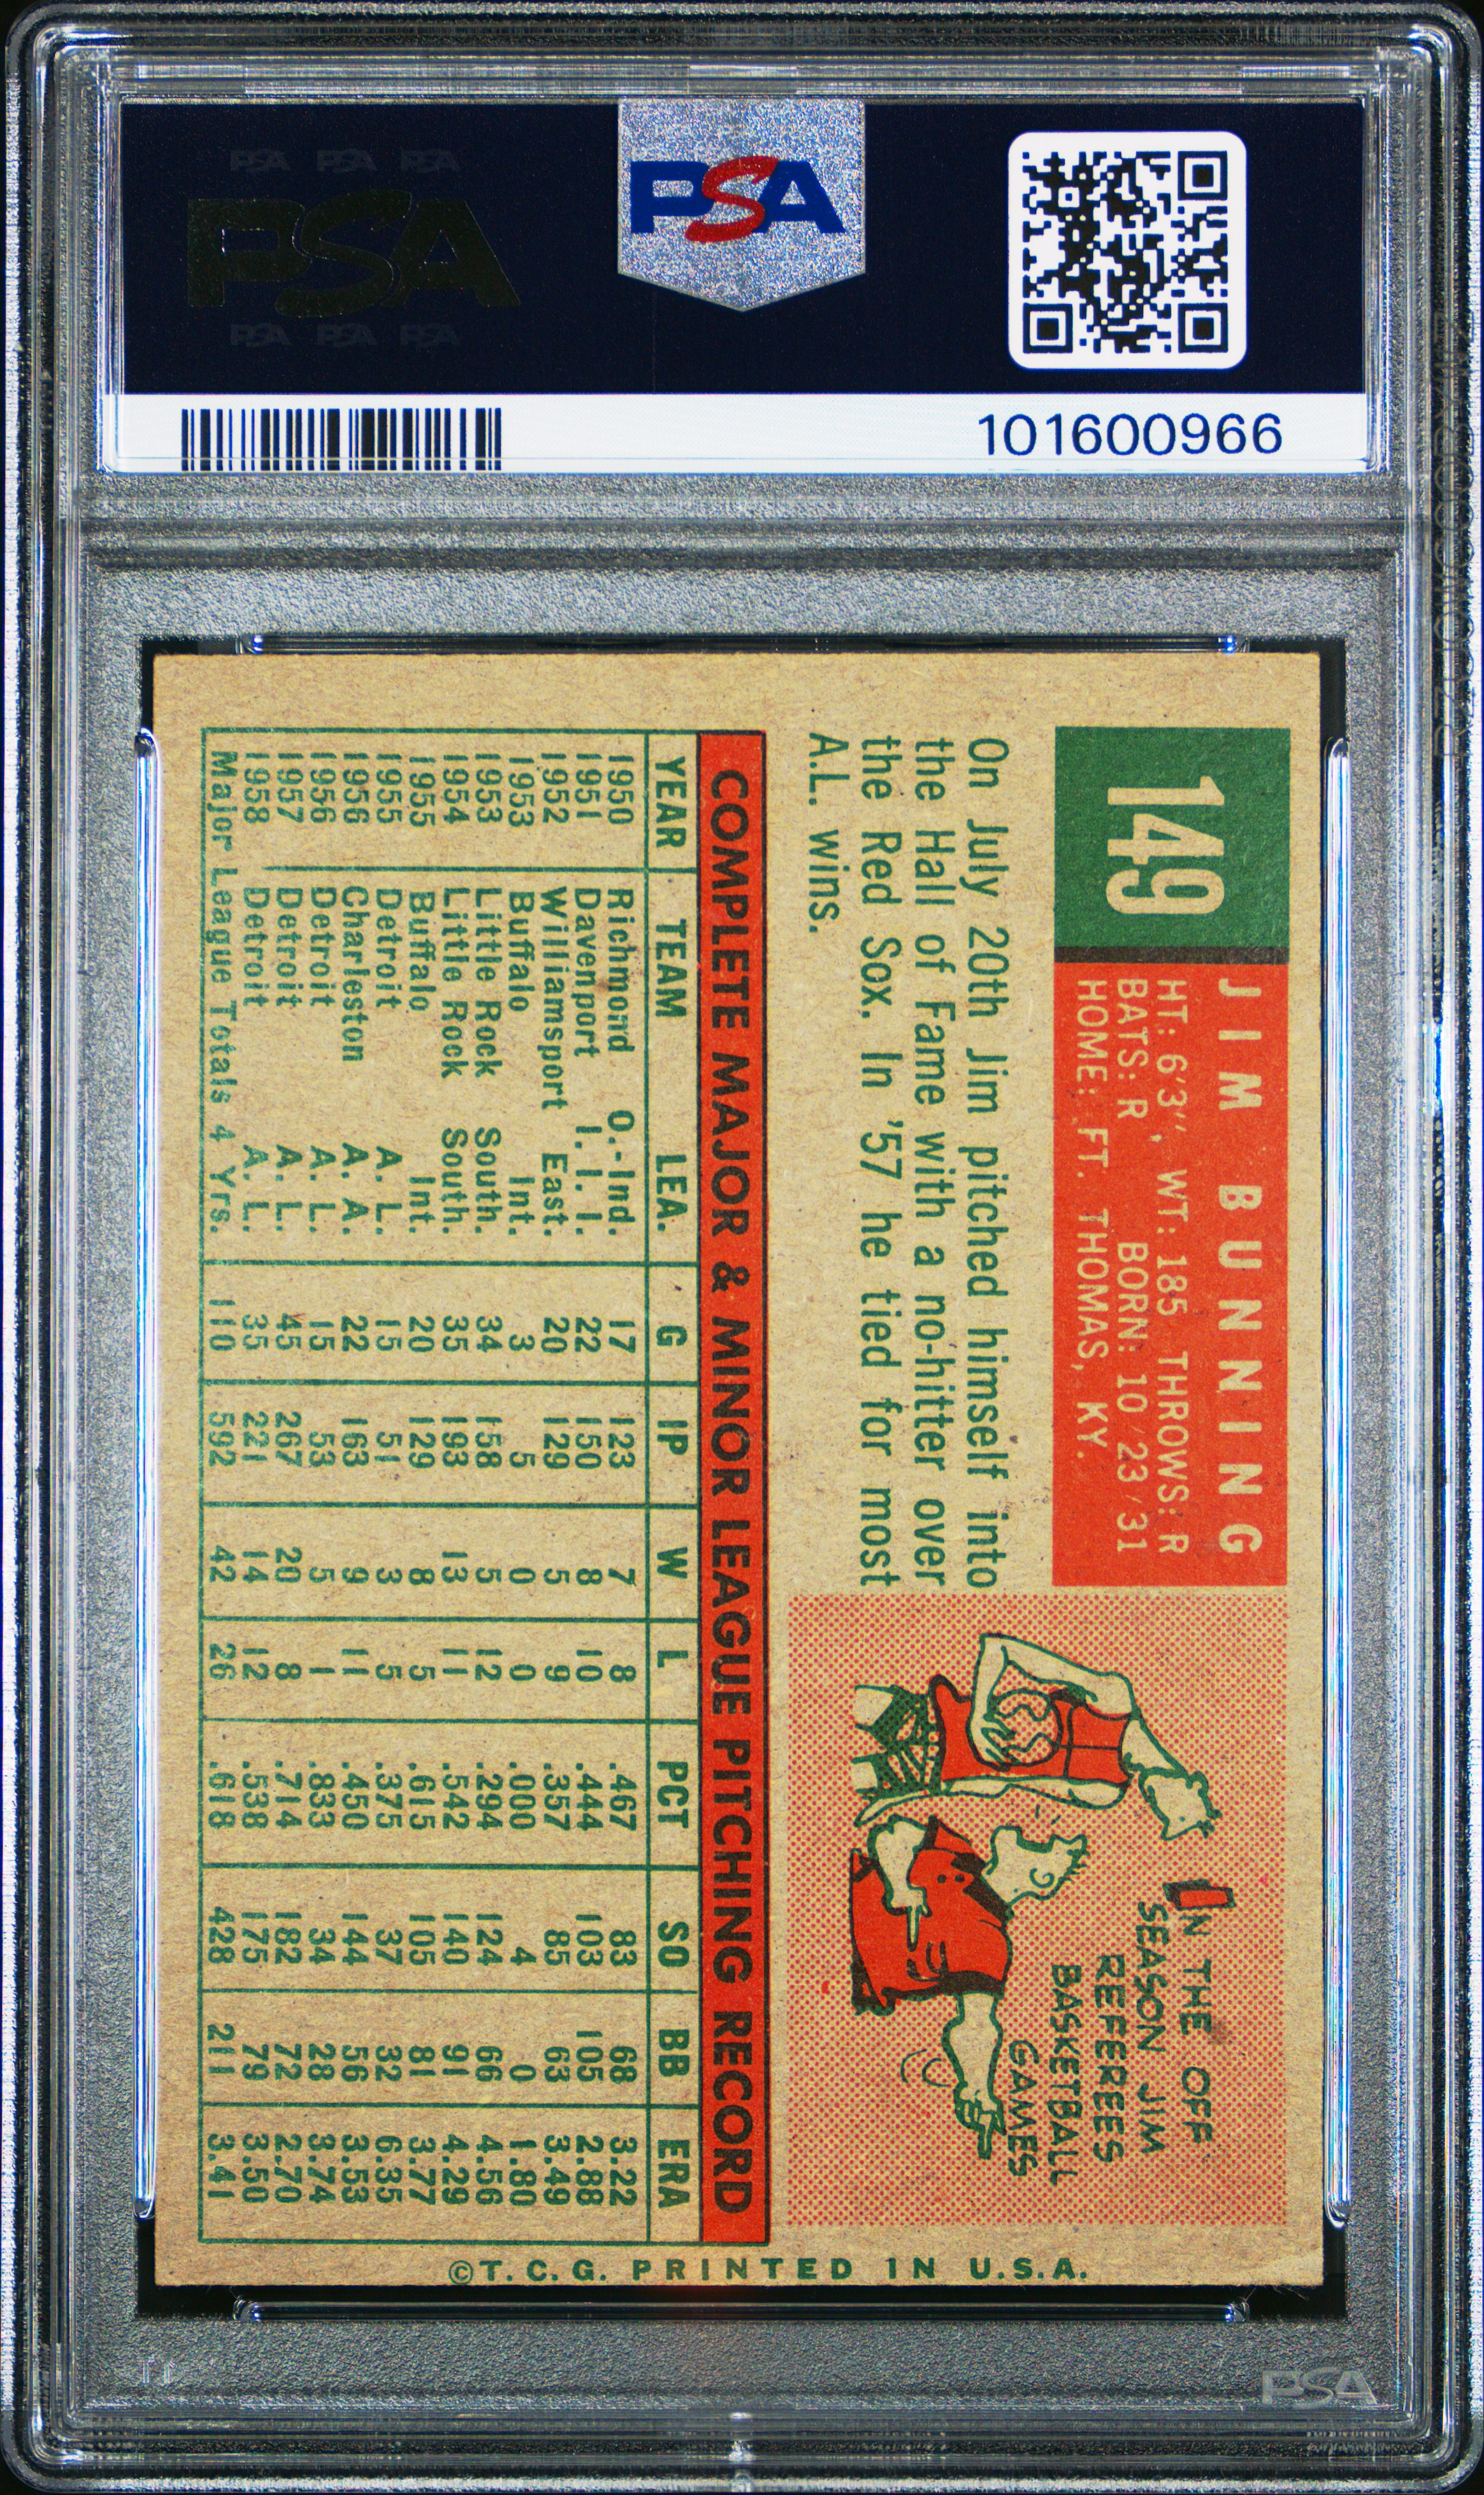 PSA PSA PSA
PSA
PSA PSA PSA
PSA
101600966
149
JIM BUNNING
HT: 6'3", WT: 185 THROWS: R
BATS: R BORN: 10/23/31
HOME: FT. THOMAS, KY.
On July 20th Jim pitched himself into
the Hall of Fame with a no-hitter over
the Red Sox. In '57 he tied for most
A.L. wins.
IN THE OFF
SEASON JIM
REFEREES
BASKETBALL
GAMES
COMPLETE MAJOR & MINOR LEAGUE PITCHING RECORD
YEAR TEAM LEA. G IP W L PCT SO BB ERA
1950 Richmond O.-Ind. 17 123 7 8 .467 83 68 3.22
1951 Davenport I. I. I. 22 150 8 10 .444 103 105 2.88
1952 Williamsport East. 20 129 5 9 .357 85 63 3.49
1953 Buffalo Int. 3 5 0 0 .000 4 0 1.80
1953 Little Rock South. 34 158 5 12 .294 124 66 4.56
1954 Little Rock South. 35 193 13 11 .542 140 91 4.29
1955 Buffalo Int. 20 129 8 5 .615 105 81 3.77
1955 Detroit A. L. 15 51 3 5 .375 37 32 6.35
1956 Charleston A. A. 22 163 9 11 .450 144 56 3.53
1956 Detroit A. L. 15 53 5 1 .833 34 28 3.74
1957 Detroit A. L. 45 267 20 8 .714 182 72 2.70
1958 Detroit A. L. 35 221 14 12 .538 175 79 3.50
Major League Totals 4 Yrs. 110 592 42 26 .618 428 211 3.41
©T.C.G. PRINTED IN U.S.A.
PSA